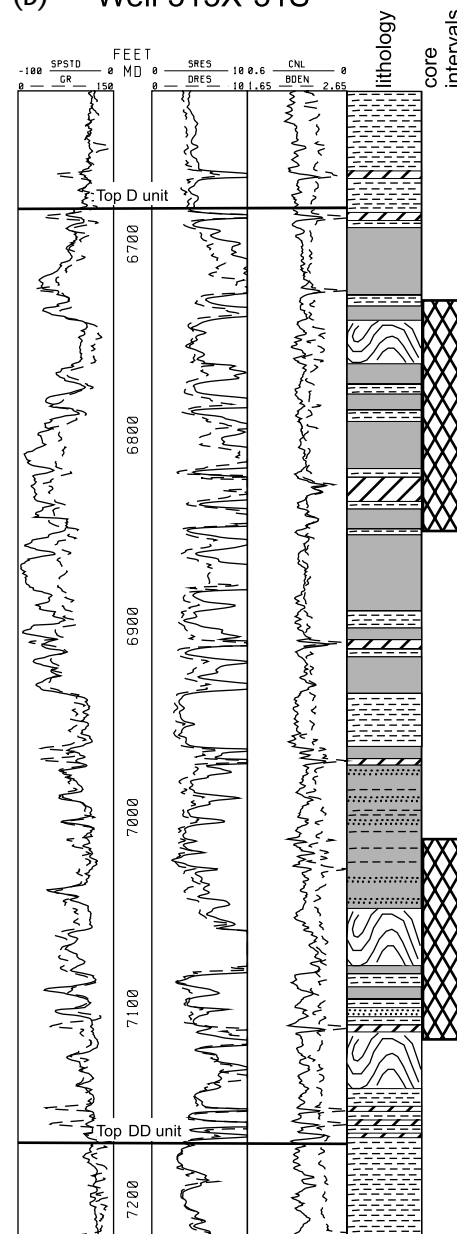 lithology
core
intervals
FEET
MD
SPSTD
-100 0
GR
0 150
SRES
0 10
DRES
0 10
CNL
0.6 0
BDEN
1.65 2.65
Top D unit
6700
6800
6900
7000
7100
Top DD unit
7200